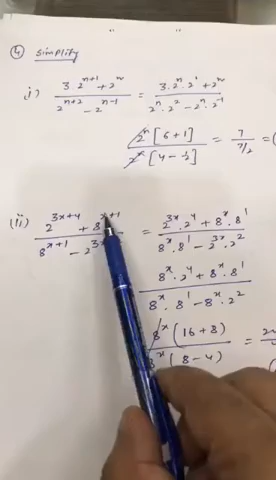 ④ Simplify
i) (3·2^(n+1) + 2^n) / (2^(n+2) − 2^(n−1)) = (3·2^n·2^1 + 2^n) / (2^n·2^2 − 2^n·2^-1)
2^n [6+1] / 2^n [4 − 1/2] = 7 / (7/2) =
(ii) (2^(3x+4) + 8^(x+1)) / (8^(x+1) − 2^3x = (2^3x·2^4 + 8^x·8^1) / (8^x·8^1 − 2^3x·2^2)
(8^x·2^4 + 8^x·8^1) / (8^x·8^1 − 8^x·2^2)
8^x (16+8) / 8^x (8−4) =